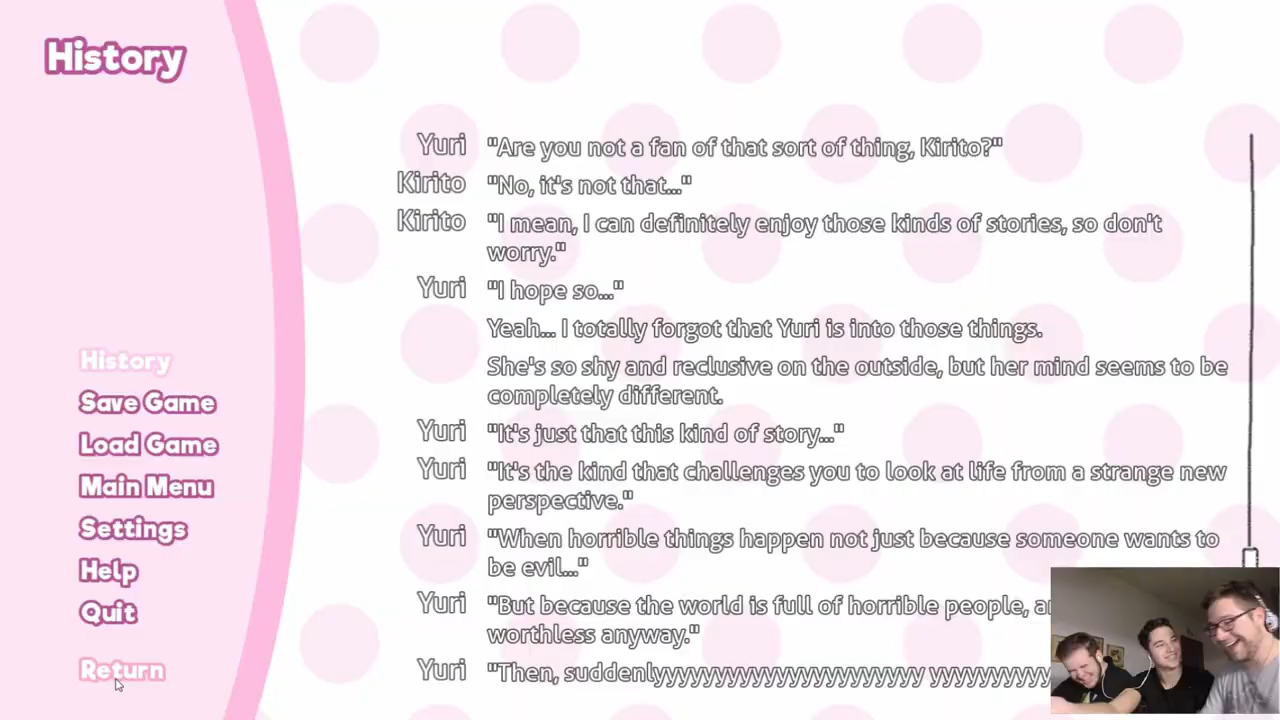 History
Yuri "Are you not a fan of that sort of thing, Kirito?"
Kirito "No, it's not that..."
Kirito "I mean, I can definitely enjoy those kinds of stories, so don't
worry."
Yuri "I hope so..."
Yeah... I totally forgot that Yuri is into those things.
She's so shy and reclusive on the outside, but her mind seems to be
completely different.
Yuri "It's just that this kind of story..."
Yuri "It's the kind that challenges you to look at life from a strange new
perspective."
Yuri "When horrible things happen not just because someone wants to
be evil..."
Yuri "But because the world is full of horrible people,
worthless anyway."
Yuri "Then,
History
Save Game
Load Game
Main Menu
Settings
Help
Quit
Return